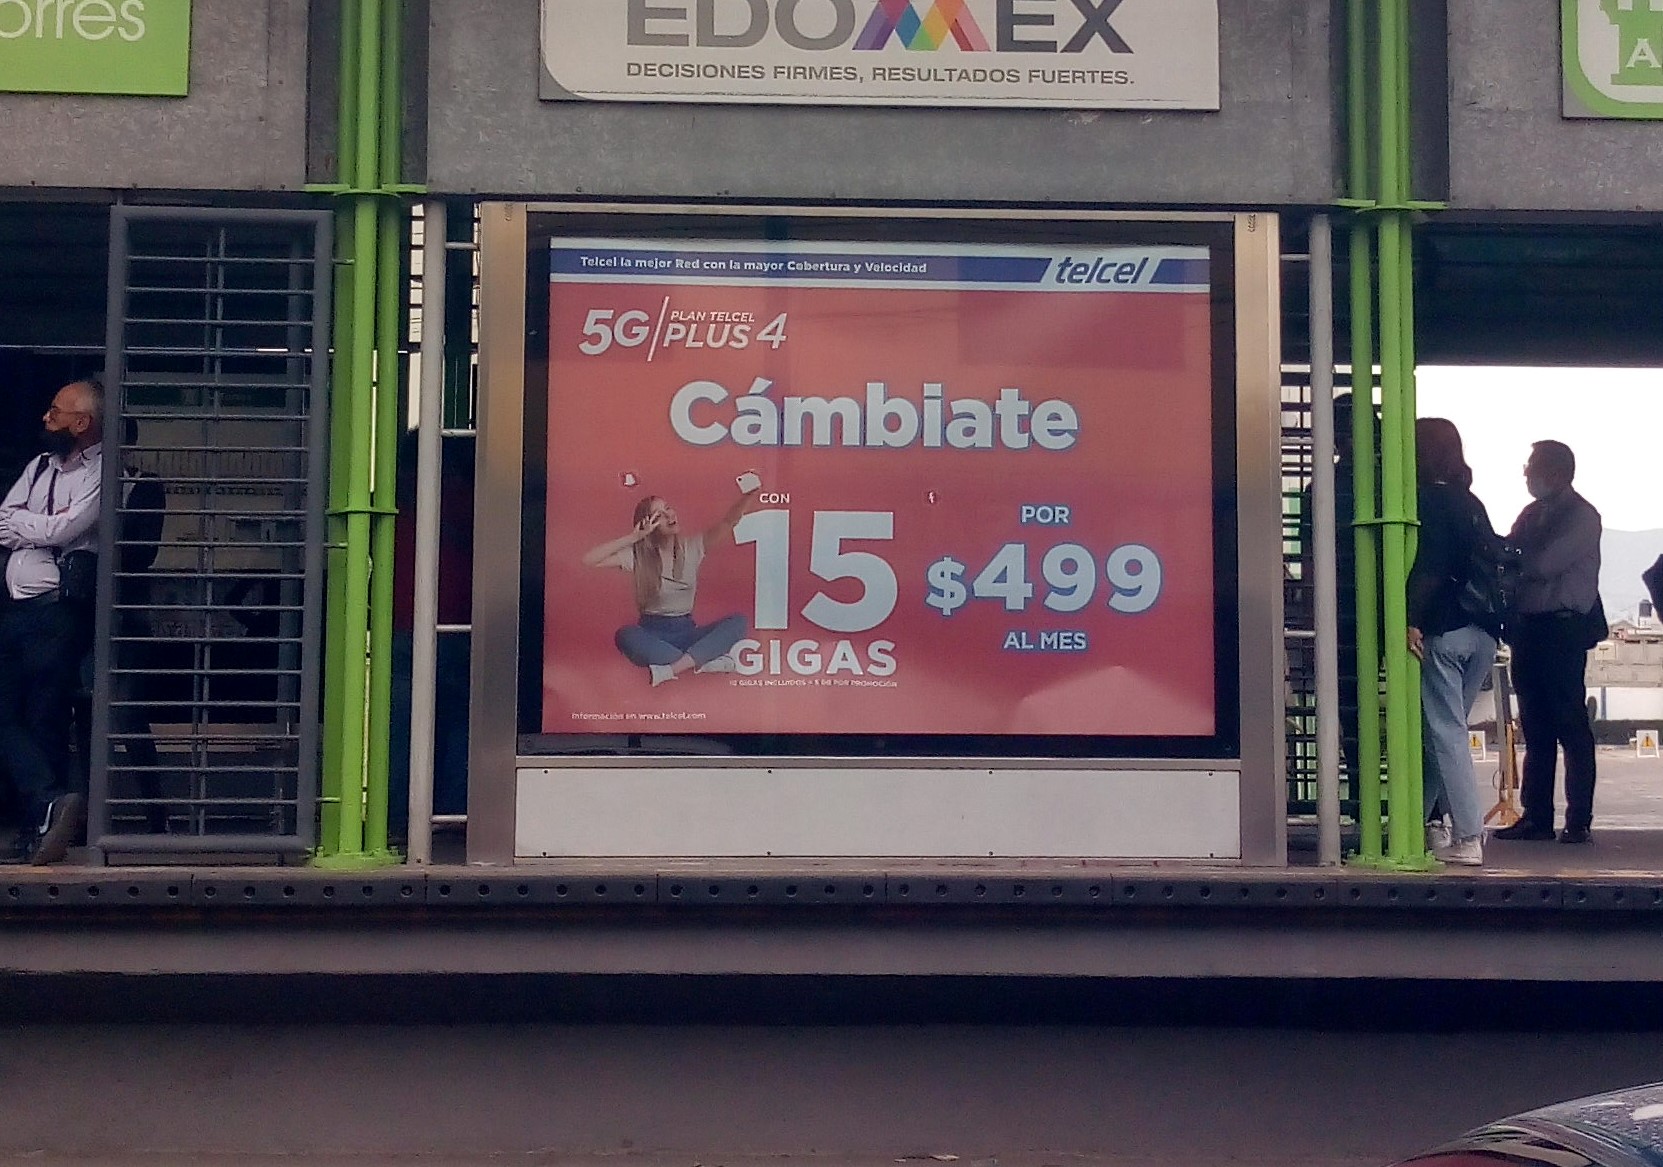 orres
EDOMEX
DECISIONES FIRMES, RESULTADOS FUERTES.
A
Telcel la mejor Red con la mayor Cobertura y Velocidad
telcel
5G/PLAN TELCEL
PLUS 4
Cámbiate
CON
15
GIGAS
POR
$499
AL MES
Información en www.telcel.com